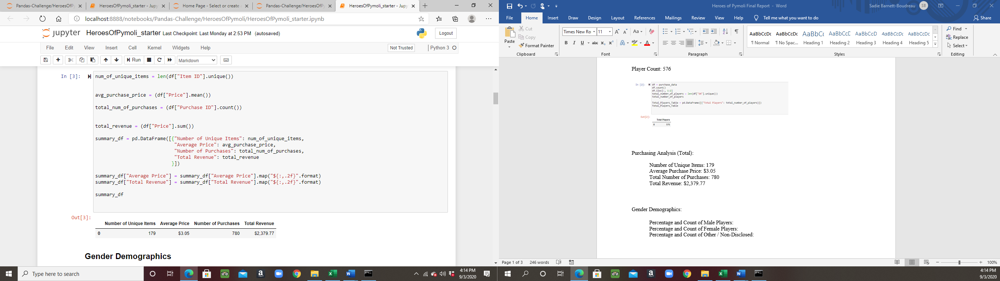 Pandas-Challenge/HeroesOfPy
HeroesOfPymoli_starter - Jupy
Home Page - Select or create
Pandas-Challenge/HeroesOfPy
HeroesOfPymoli_starter - Jupy
localhost:8888/notebooks/Pandas-Challenge/HeroesOfPymoli/HeroesOfPymoli_starter.ipynb
jupyter HeroesOfPymoli_starter Last Checkpoint: Last Monday at 2:53 PM (autosaved)
Logout
File Edit View Insert Cell Kernel Widgets Help
Not Trusted
Python 3
Run
Markdown
In [3]:
num_of_unique_items = len(df["Item ID"].unique())
avg_purchase_price = (df["Price"].mean())
total_num_of_purchases = (df["Purchase ID"].count())
total_revenue = (df["Price"].sum())
summary_df = pd.DataFrame([{"Number of Unique Items": num_of_unique_items,
"Average Price": avg_purchase_price,
"Number of Purchases": total_num_of_purchases,
"Total Revenue": total_revenue
}])
summary_df["Average Price"] = summary_df["Average Price"].map("${:,.2f}".format)
summary_df["Total Revenue"] = summary_df["Total Revenue"].map("${:,.2f}".format)
summary_df
Out[3]:
Number of Unique Items Average Price Number of Purchases Total Revenue
0 179 $3.05 780 $2,379.77
Gender Demographics
Type here to search
4:14 PM
9/3/2020
Heroes of Pymoli Final Report - Word
Sadie Barnett-Boudreau
SB
File Home Insert Draw Design Layout References Mailings Review View Help Tell me what you want to do
Share
Paste
Cut
Copy
Format Painter
Clipboard
Times New Ro 11
Font
Paragraph
AaBbCcDc AaBbCcDc AaBbCc AaBbCcC AaBbCcD AaBbCcDc AaBbCcDc
¶ Normal ¶ No Spac... Heading 1 Heading 2 Heading 3 Heading 4 Heading 5
Styles
Find
Replace
Select
Editing
Player Count: 576
In [2]:
df = purchase_data
df.count()
df.iloc[:, 1:2]
total_number_of_players = len(df["SN"].unique())
total_number_of_players
Total_Players_Table = pd.DataFrame([{"Total Players": total_number_of_players}])
Total_Players_Table
Out[2]:
Total Players
0 576
Purchasing Analysis (Total):
Number of Unique Items: 179
Average Purchase Price: $3.05
Total Number of Purchases: 780
Total Revenue: $2,379.77
Gender Demographics:
Percentage and Count of Male Players:
Percentage and Count of Female Players:
Percentage and Count of Other / Non-Disclosed:
Page 1 of 3 246 words
100%
4:14 PM
9/3/2020